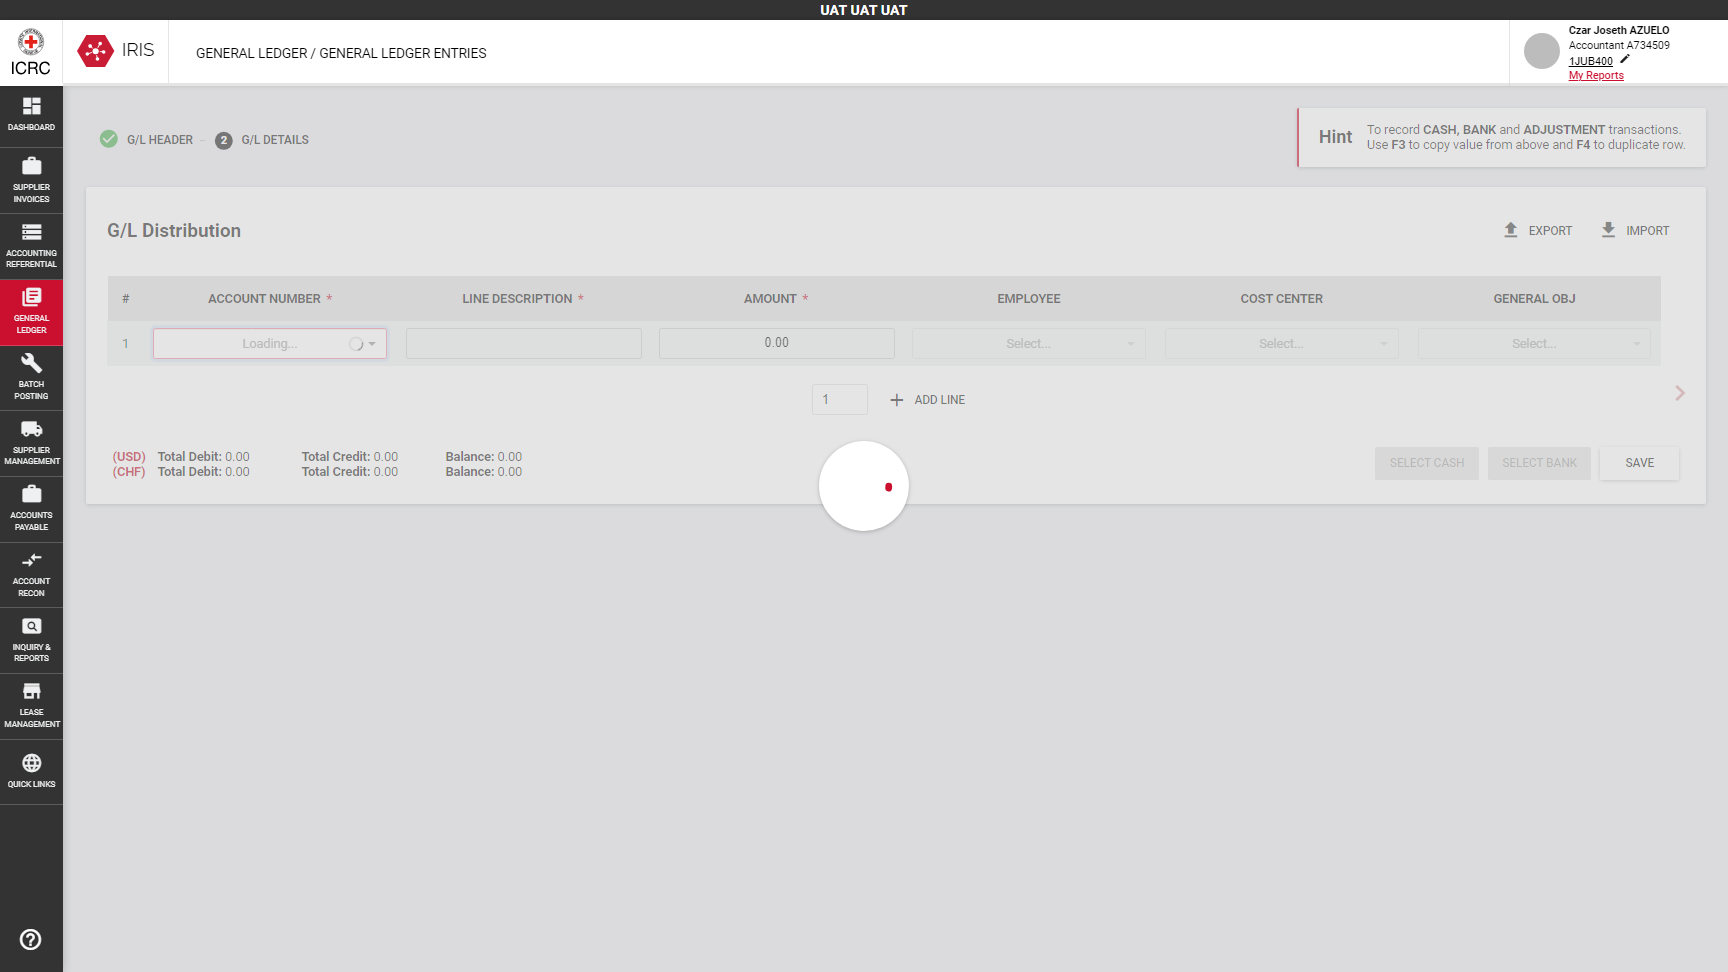 UAT UAT UAT
ICRC
IRIS
GENERAL LEDGER / GENERAL LEDGER ENTRIES
Czar Joseth AZUELO
Accountant A734509
1JUB400
My Reports
DASHBOARD
SUPPLIER
INVOICES
ACCOUNTING
REFERENTIAL
GENERAL
LEDGER
BATCH
POSTING
SUPPLIER
MANAGEMENT
ACCOUNTS
PAYABLE
ACCOUNT
RECON
INQUIRY &
REPORTS
LEASE
MANAGEMENT
QUICK LINKS
G/L HEADER
2 G/L DETAILS
Hint
To record CASH, BANK and ADJUSTMENT transactions.
Use F3 to copy value from above and F4 to duplicate row.
G/L Distribution
EXPORT
IMPORT
# ACCOUNT NUMBER * LINE DESCRIPTION * AMOUNT * EMPLOYEE COST CENTER GENERAL OBJ
1 Loading... 0.00 Select... Select... Select...
1 ADD LINE
(USD) Total Debit: 0.00 Total Credit: 0.00 Balance: 0.00
(CHF) Total Debit: 0.00 Total Credit: 0.00 Balance: 0.00
SELECT CASH SELECT BANK SAVE